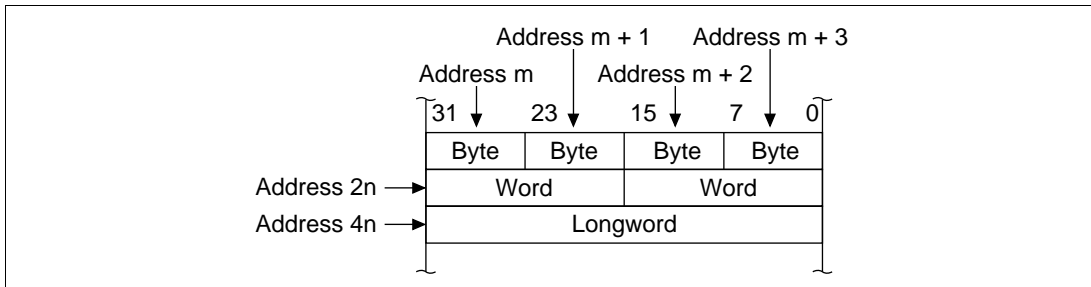 Address m + 1 Address m + 3
Address m Address m + 2
31 23 15 7 0
Byte Byte Byte Byte
Address 2n Word Word
Address 4n Longword